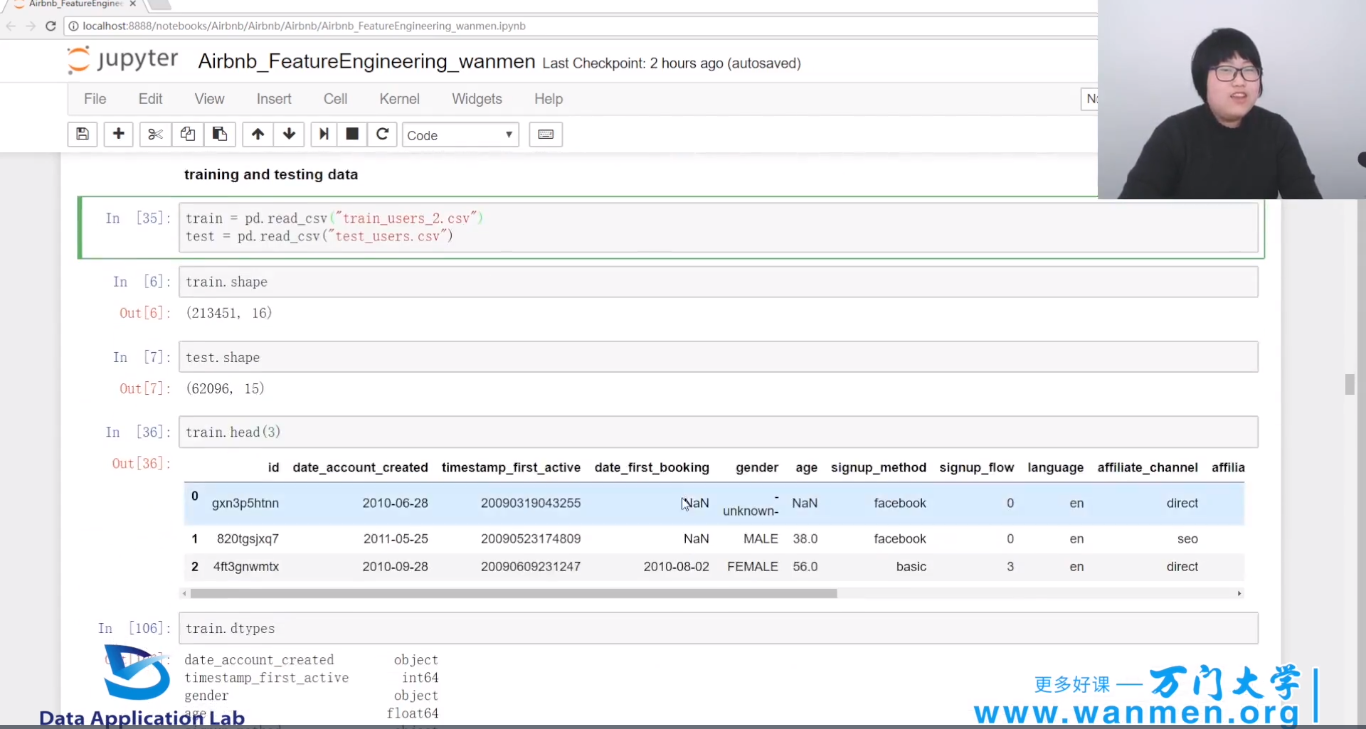 Airbnb_FeatureEngine
localhost:8888/notebooks/Airbnb/Airbnb/Airbnb/Airbnb_FeatureEngineering_wanmen.ipynb
jupyter Airbnb_FeatureEngineering_wanmen Last Checkpoint: 2 hours ago (autosaved)
File Edit View Insert Cell Kernel Widgets Help
Code
training and testing data
In [35]: train = pd.read_csv("train_users_2.csv")
test = pd.read_csv("test_users.csv")
In [6]: train.shape
Out[6]: (213451, 16)
In [7]: test.shape
Out[7]: (62096, 15)
In [36]: train.head(3)
Out[36]:
id date_account_created timestamp_first_active date_first_booking gender age signup_method signup_flow language affiliate_channel affilia
0 gxn3p5htnn 2010-06-28 20090319043255 NaN -unknown- NaN facebook 0 en direct
1 820tgsjxq7 2011-05-25 20090523174809 NaN MALE 38.0 facebook 0 en seo
2 4ft3gnwmtx 2010-09-28 20090609231247 2010-08-02 FEMALE 56.0 basic 3 en direct
In [106]: train.dtypes
date_account_created object
timestamp_first_active int64
gender object
age float64
Data Application Lab
更多好课 — 万门大学
www.wanmen.org